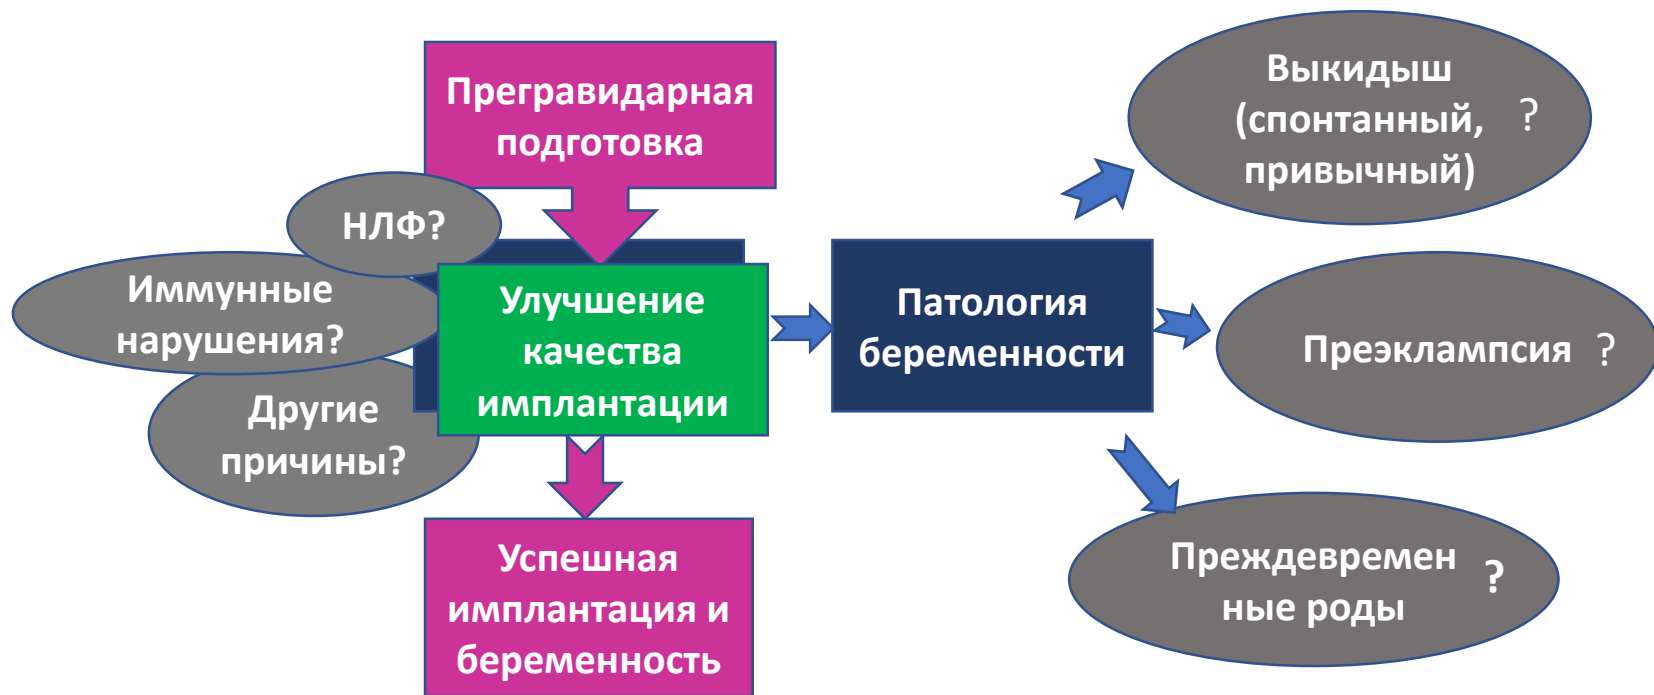 Прегравидарная
подготовка
НЛФ?
Иммунные
нарушения?
Другие
причины?
Улучшение
качества
имплантации
Успешная
имплантация и
беременность
Патология
беременности
Выкидыш
(спонтанный, ?
привычный)
Преэклампсия ?
Преждевремен ?
ные роды